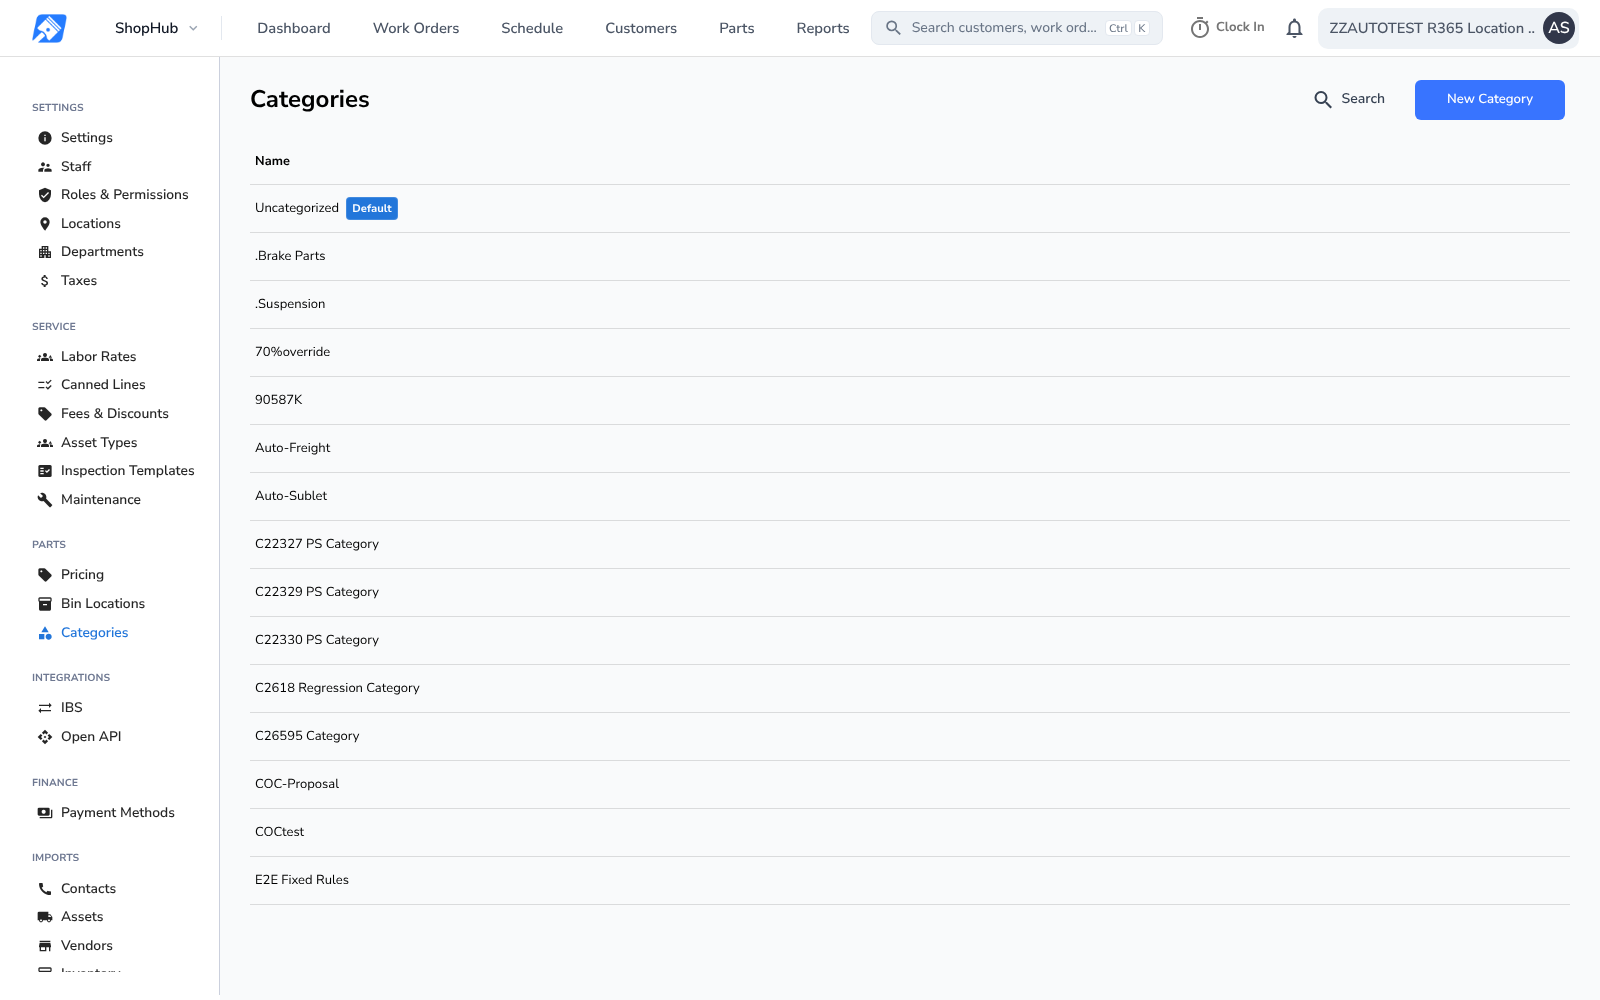 ShopHub
Dashboard
Work Orders
Schedule
Customers
Parts
Reports
Search customers, work ord...
Ctrl
K
Clock In
ZZAUTOTEST R365 Location ..
AS
SETTINGS
Settings
Staff
Roles & Permissions
Locations
Departments
Taxes
SERVICE
Labor Rates
Canned Lines
Fees & Discounts
Asset Types
Inspection Templates
Maintenance
PARTS
Pricing
Bin Locations
Categories
INTEGRATIONS
IBS
Open API
FINANCE
Payment Methods
IMPORTS
Contacts
Assets
Vendors
Categories
Search
New Category
Name
Uncategorized Default
.Brake Parts
.Suspension
70%override
90587K
Auto-Freight
Auto-Sublet
C22327 PS Category
C22329 PS Category
C22330 PS Category
C2618 Regression Category
C26595 Category
COC-Proposal
COCtest
E2E Fixed Rules